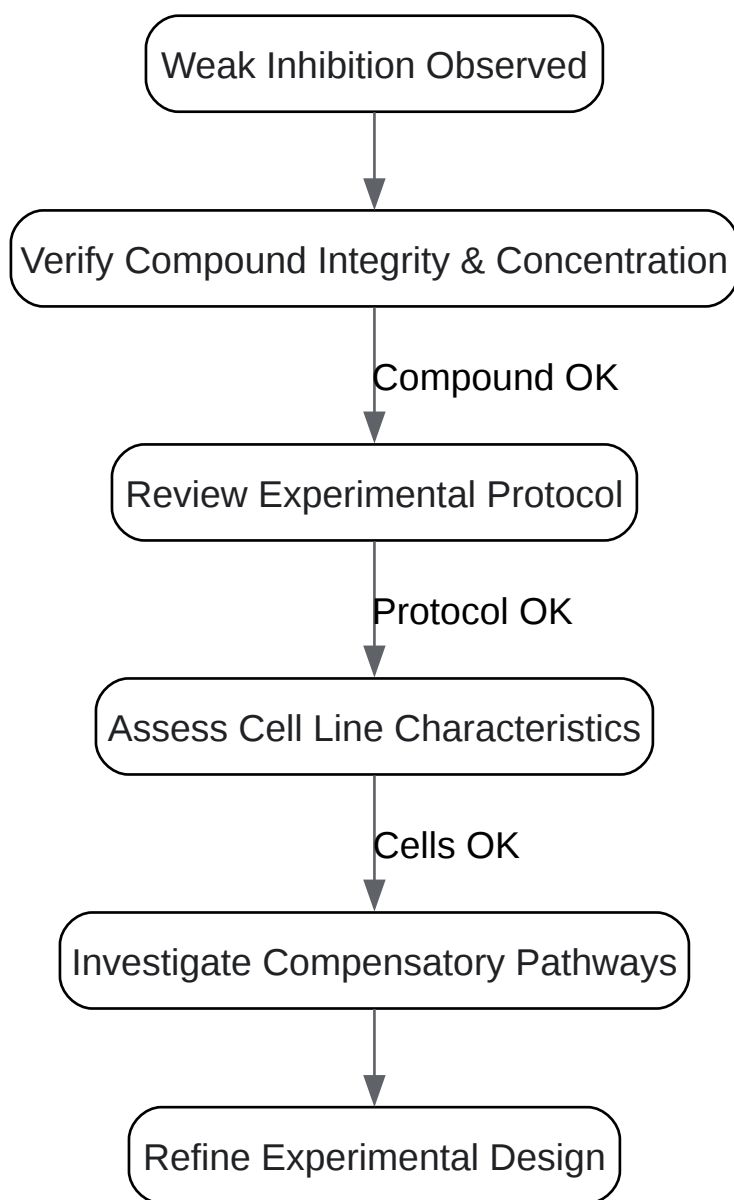 Weak Inhibition Observed
Verify Compound Integrity & Concentration
Compound OK
Review Experimental Protocol
Protocol OK
Assess Cell Line Characteristics
Cells OK
Investigate Compensatory Pathways
Refine Experimental Design